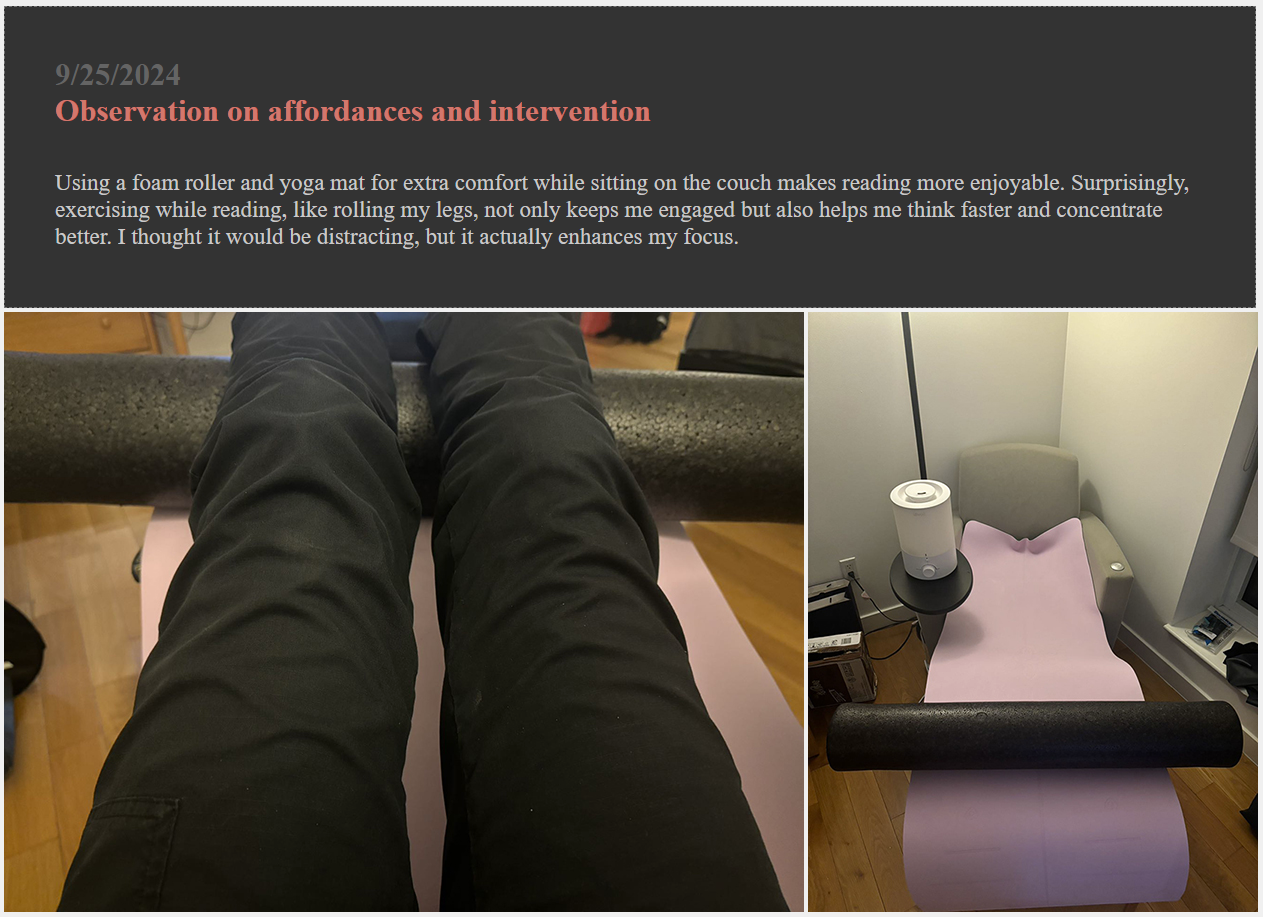 9/25/2024
Observation on affordances and intervention
Using a foam roller and yoga mat for extra comfort while sitting on the couch makes reading more enjoyable. Surprisingly,
exercising while reading, like rolling my legs, not only keeps me engaged but also helps me think faster and concentrate
better. I thought it would be distracting, but it actually enhances my focus.